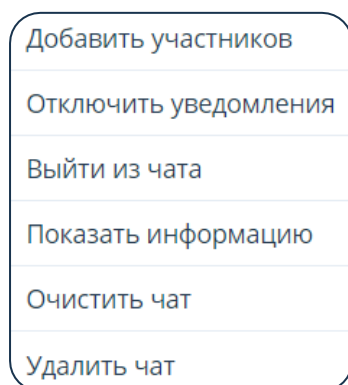 Добавить участников
Отключить уведомления
Выйти из чата
Показать информацию
Очистить чат
Удалить чат